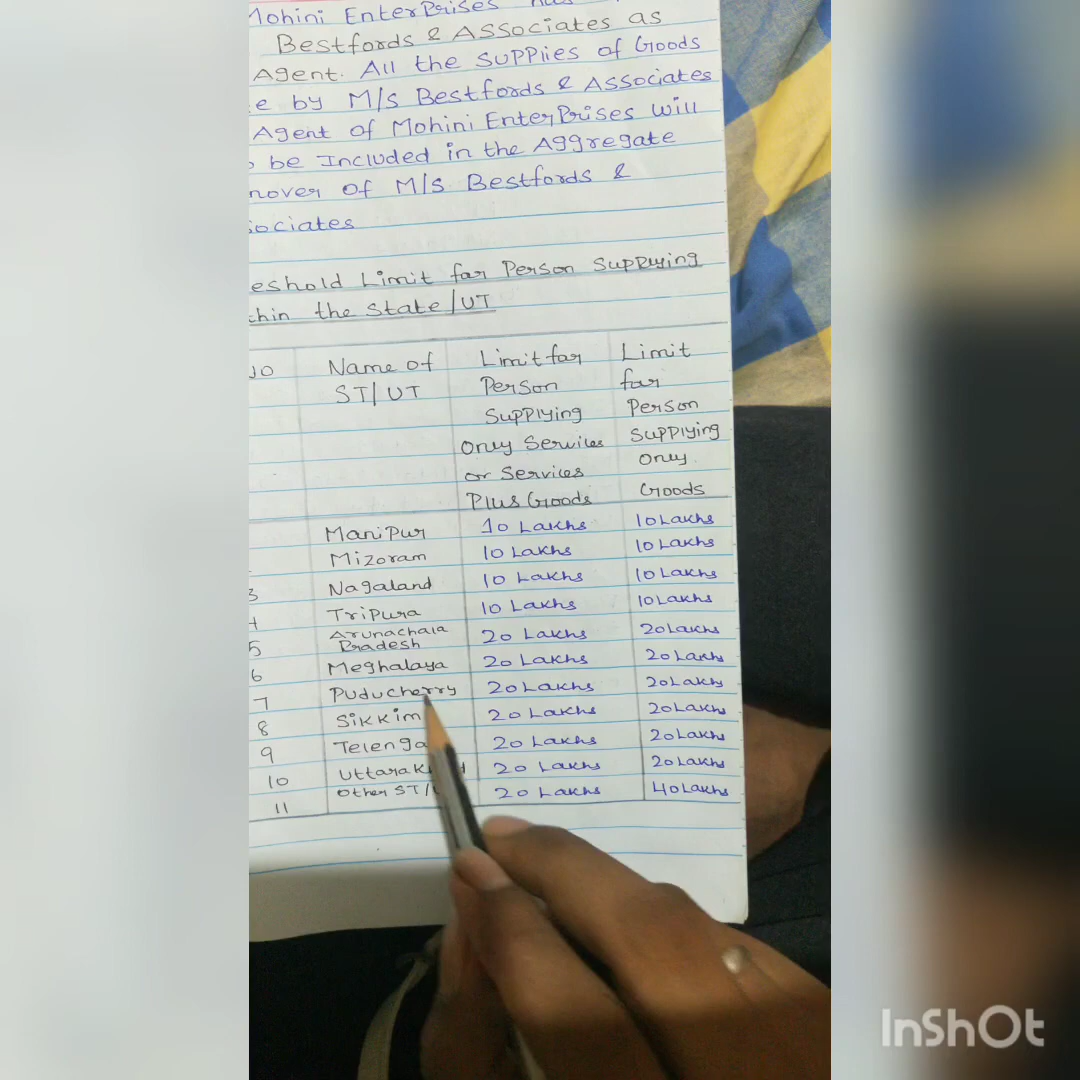 Mohini Enterprises has
Bestfords & Associates as
Agent. All the supplies of Goods
e by M/s Bestfords & Associates
Agent of Mohini Enterprises will
be Included in the Aggregate
nover of M/s Bestfords &
ociates
eshold Limit for Person Supplying
thin the State/UT
Name of ST/UT Limit for Person Supplying Only Services or Services Plus Goods Limit for Person Supplying Only Goods
Manipur 10 Lakhs 10 Lakhs
Mizoram 10 Lakhs 10 Lakhs
3 Nagaland 10 Lakhs 10 Lakhs
4 Tripura 10 Lakhs 10 Lakhs
5 Arunachala Pradesh 20 Lakhs 20 Lakhs
6 Meghalaya 20 Lakhs 20 Lakhs
7 Puducherry 20 Lakhs 20 Lakhs
8 Sikkim 20 Lakhs 20 Lakhs
9 Telenga 20 Lakhs 20 Lakhs
10 20 Lakhs 20 Lakhs
11 Other ST/ 20 Lakhs 40 Lakhs
InShOt